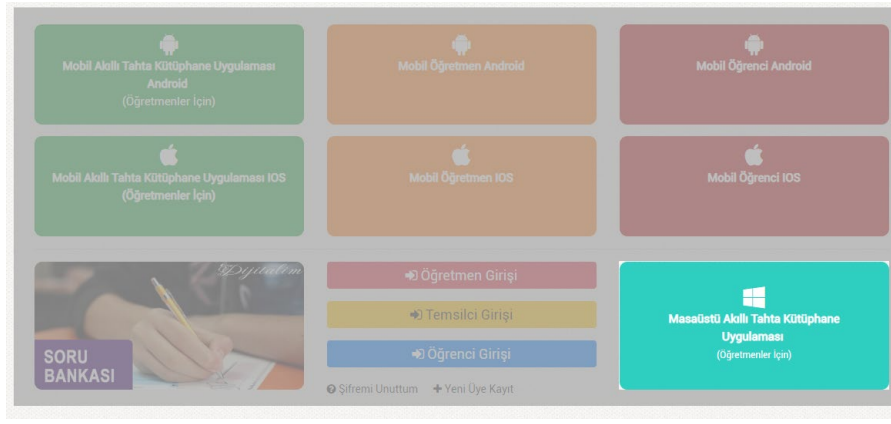 Mobil Akıllı Tahta Kütüphane Uygulaması
Android
(Öğretmenler İçin)
Mobil Öğretmen Android
Mobil Öğrenci Android
Mobil Akıllı Tahta Kütüphane Uygulaması IOS
(Öğretmenler İçin)
Mobil Öğretmen IOS
Mobil Öğrenci IOS
Dijitalim
SORU
BANKASI
Öğretmen Girişi
Temsilci Girişi
Öğrenci Girişi
Şifremi Unuttum
Yeni Üye Kayıt
Masaüstü Akıllı Tahta Kütüphane
Uygulaması
(Öğretmenler İçin)